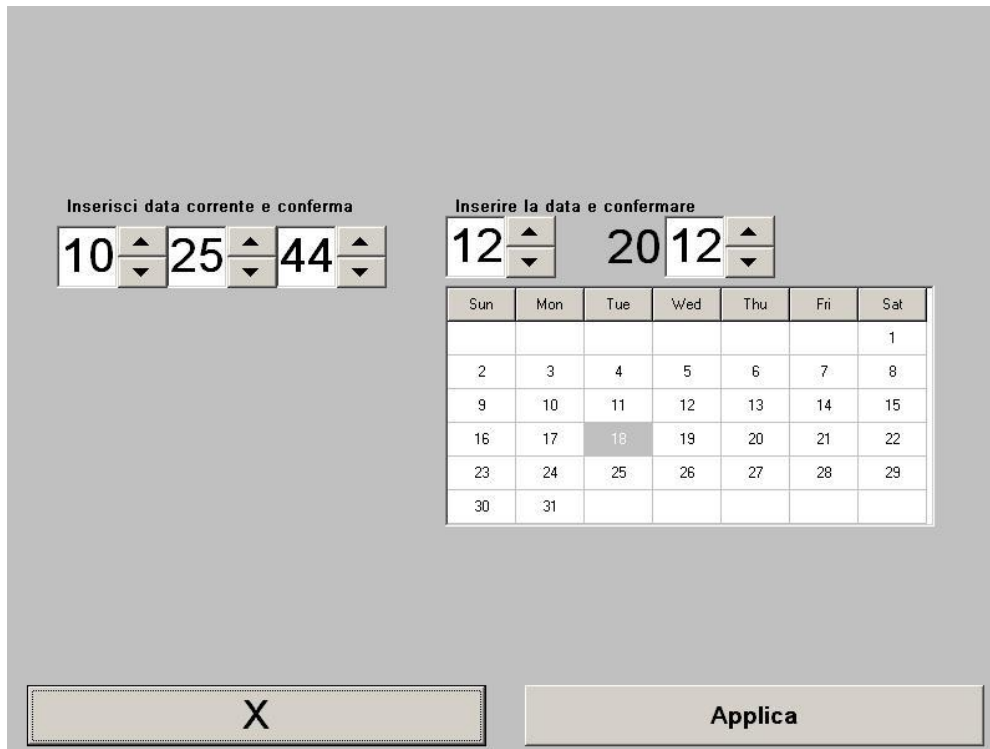 Inserisci data corrente e conferma
10 25 44
Inserire la data e confermare
12 20 12
Sun Mon Tue Wed Thu Fri Sat
1
2 3 4 5 6 7 8
9 10 11 12 13 14 15
16 17 18 19 20 21 22
23 24 25 26 27 28 29
30 31
X
Applica